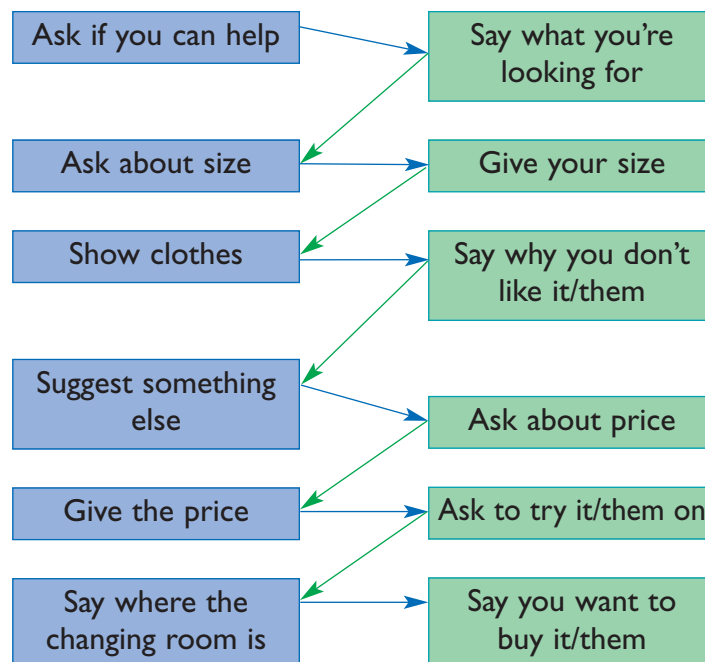 Ask if you can help
Say what you're
looking for
Ask about size
Give your size
Show clothes
Say why you don't
like it/them
Suggest something
else
Ask about price
Give the price
Ask to try it/them on
Say where the
changing room is
Say you want to
buy it/them